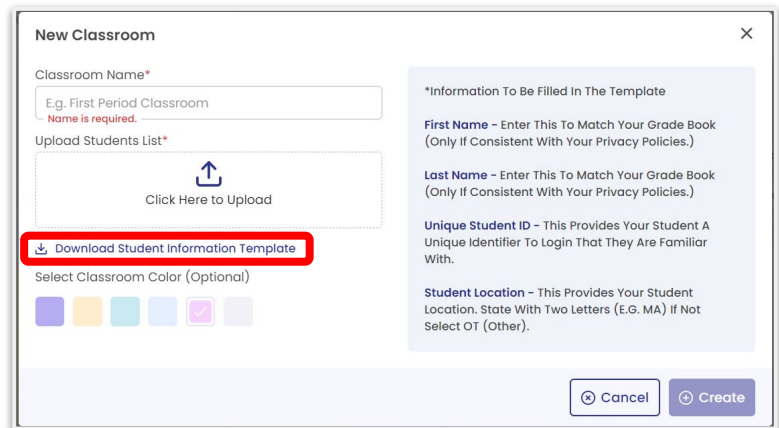 New Classroom
Classroom Name*
E.g. First Period Classroom
Name is required.
Upload Students List*
Click Here to Upload
Download Student Information Template
Select Classroom Color (Optional)
*Information To Be Filled In The Template
First Name - Enter This To Match Your Grade Book
(Only If Consistent With Your Privacy Policies.)
Last Name - Enter This To Match Your Grade Book
(Only If Consistent With Your Privacy Policies.)
Unique Student ID - This Provides Your Student A
Unique Identifier To Login That They Are Familiar
With.
Student Location - This Provides Your Student
Location. State With Two Letters (E.G. MA) If Not
Select OT (Other).
Cancel
Create